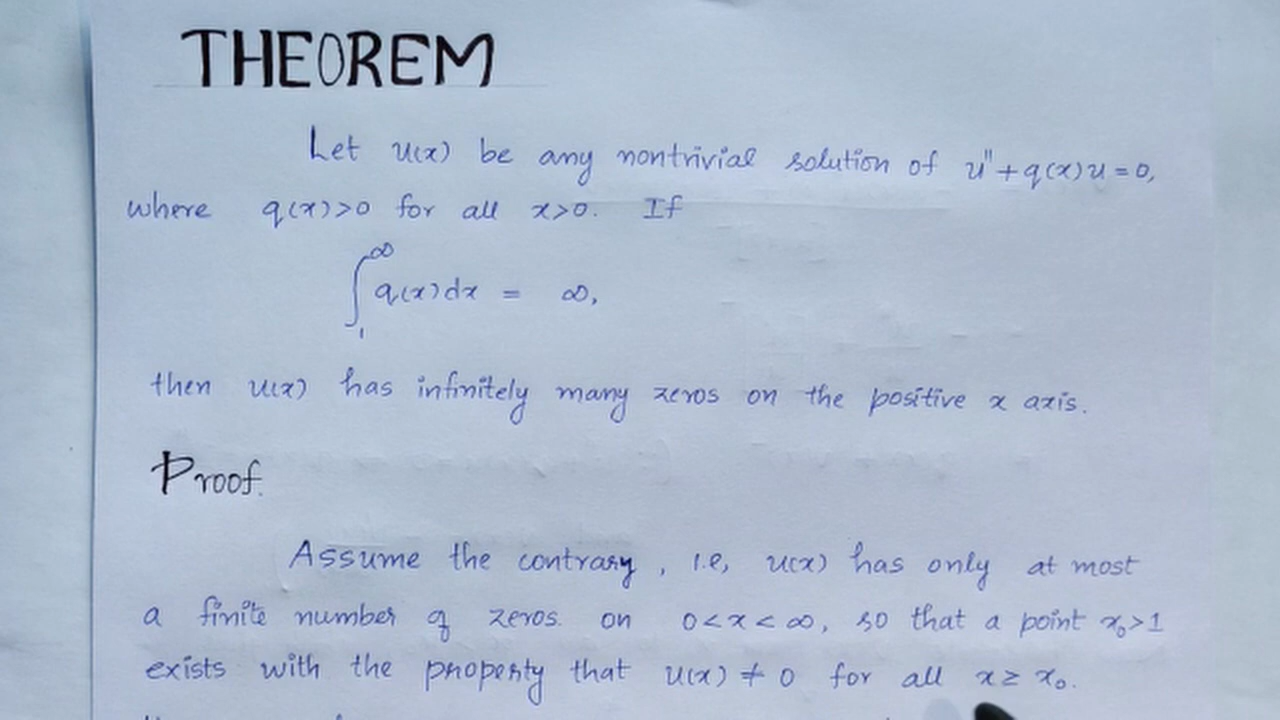 THEOREM
Let u(x) be any nontrivial solution of u"+q(x)u=0,
where q(x)>0 for all x>0. If
∫₁^∞ q(x)dx = ∞,
then u(x) has infinitely many zeros on the positive x axis.
Proof.
Assume the contrary, i.e, u(x) has only at most
a finite number of zeros on 0<x<∞, so that a point x₀>1
exists with the property that u(x) ≠ 0 for all x≥ x₀.